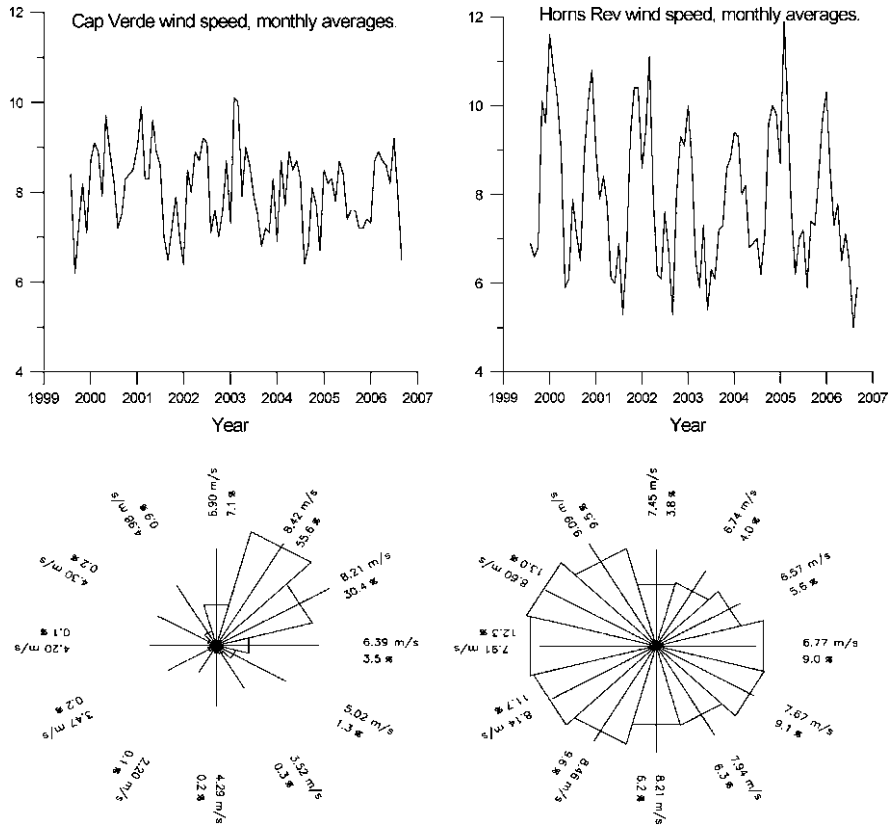 Cap Verde wind speed, monthly averages.
12
10
8
6
4
1999 2000 2001 2002 2003 2004 2005 2006 2007
Year
Horns Rev wind speed, monthly averages.
12
10
8
6
4
1999 2000 2001 2002 2003 2004 2005 2006 2007
Year
6.90 m/s
7.1 %
8.42 m/s
55.6 %
8.21 m/s
30.4 %
6.39 m/s
3.5 %
5.02 m/s
1.3 %
3.52 m/s
0.3 %
4.29 m/s
0.2 %
2.20 m/s
0.1 %
3.47 m/s
0.2 %
4.20 m/s
0.1 %
4.30 m/s
0.2 %
4.98 m/s
0.9 %
7.45 m/s
3.8 %
6.74 m/s
4.0 %
6.57 m/s
5.6 %
6.77 m/s
9.0 %
7.67 m/s
9.1 %
7.94 m/s
6.3 %
8.21 m/s
6.2 %
8.46 m/s
9.6 %
8.14 m/s
11.7 %
7.91 m/s
12.3 %
8.60 m/s
13.0 %
9.09 m/s
9.5 %